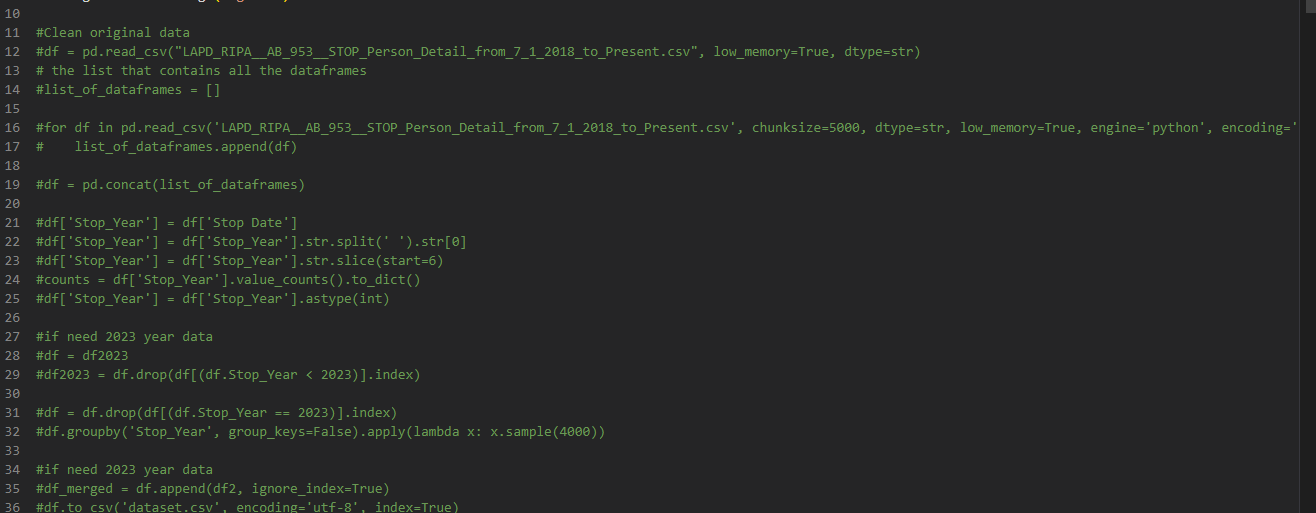 10
11 #Clean original data
12 #df = pd.read_csv("LAPD_RIPA__AB_953__STOP_Person_Detail_from_7_1_2018_to_Present.csv", low_memory=True, dtype=str)
13 # the list that contains all the dataframes
14 #list_of_dataframes = []
15
16 #for df in pd.read_csv('LAPD_RIPA__AB_953__STOP_Person_Detail_from_7_1_2018_to_Present.csv', chunksize=5000, dtype=str, low_memory=True, engine='python', encoding='
17 #    list_of_dataframes.append(df)
18
19 #df = pd.concat(list_of_dataframes)
20
21 #df['Stop_Year'] = df['Stop Date']
22 #df['Stop_Year'] = df['Stop_Year'].str.split(' ').str[0]
23 #df['Stop_Year'] = df['Stop_Year'].str.slice(start=6)
24 #counts = df['Stop_Year'].value_counts().to_dict()
25 #df['Stop_Year'] = df['Stop_Year'].astype(int)
26
27 #if need 2023 year data
28 #df = df2023
29 #df2023 = df.drop(df[(df.Stop_Year < 2023)].index)
30
31 #df = df.drop(df[(df.Stop_Year == 2023)].index)
32 #df.groupby('Stop_Year', group_keys=False).apply(lambda x: x.sample(4000))
33
34 #if need 2023 year data
35 #df_merged = df.append(df2, ignore_index=True)
36 #df.to_csv('dataset.csv', encoding='utf-8', index=True)